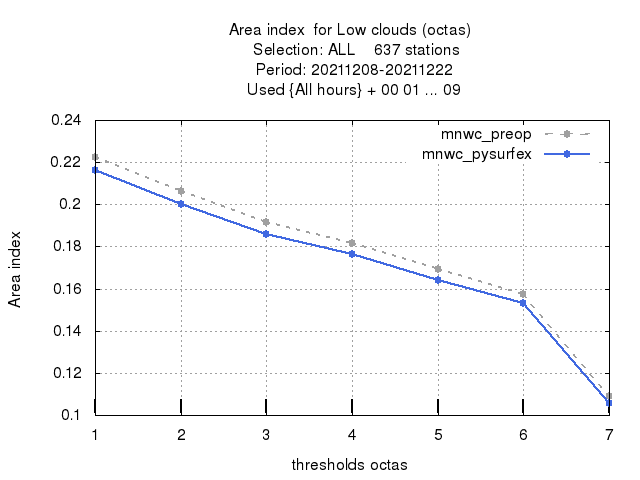 Area index  for Low clouds (octas)
Selection: ALL    637 stations
Period: 20211208-20211222
Used {All hours} + 00 01 ... 09
mnwc_preop
mnwc_pysurfex
0.24
0.22
0.2
0.18
0.16
0.14
0.12
0.1
Area index
1 2 3 4 5 6 7
thresholds octas